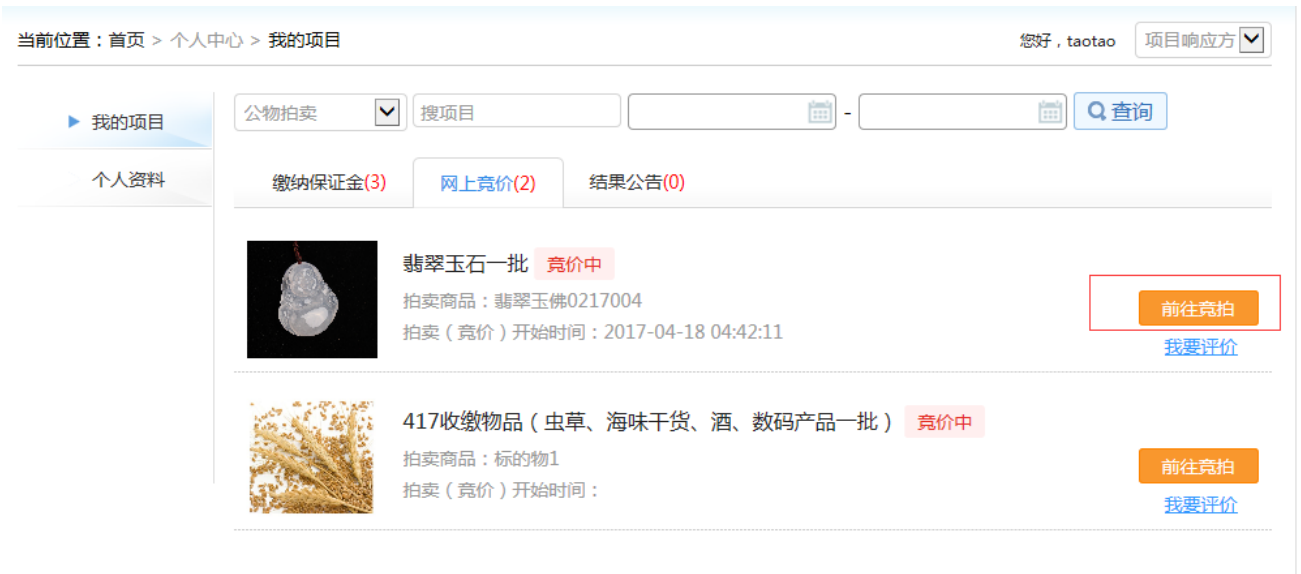 当前位置：首页 > 个人中心 > 我的项目
您好，taotao 项目响应方
我的项目
个人资料
公物拍卖 搜项目 - 查询
缴纳保证金(3) 网上竞价(2) 结果公告(0)
翡翠玉石一批 竞价中
拍卖商品：翡翠玉佛0217004
拍卖（竞价）开始时间：2017-04-18 04:42:11
前往竞拍
我要评价
417收缴物品（虫草、海味干货、酒、数码产品一批） 竞价中
拍卖商品：标的物1
拍卖（竞价）开始时间：
前往竞拍
我要评价